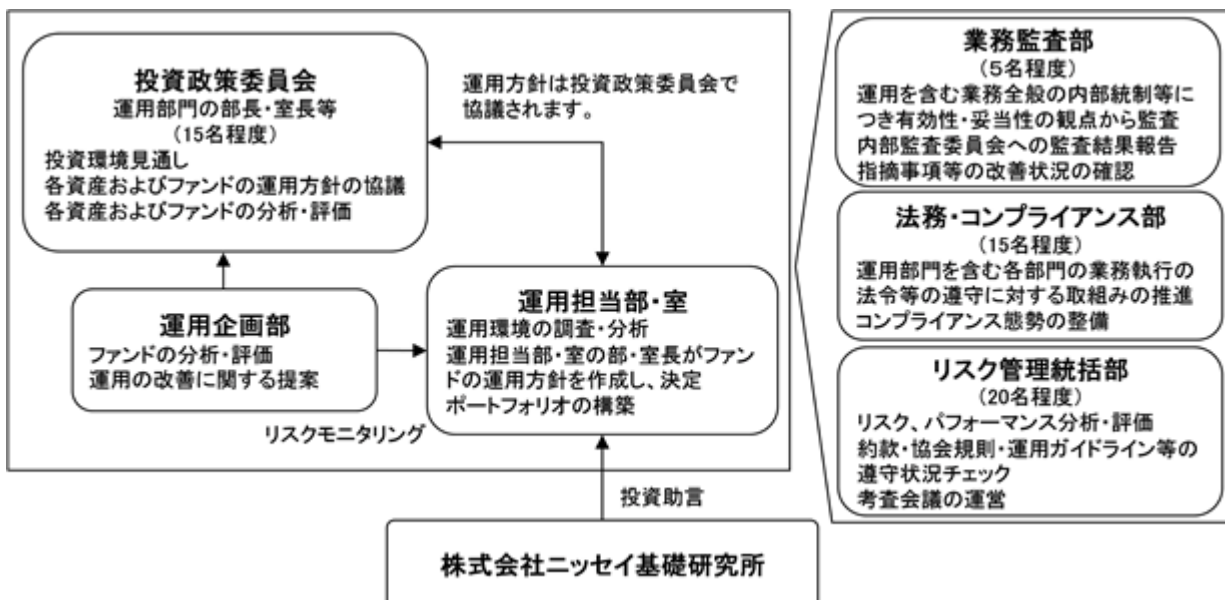 投資政策委員会
運用部門の部長・室長等
(15名程度)
投資環境見通し
各資産およびファンドの運用方針の協議
各資産およびファンドの分析・評価
運用方針は投資政策委員会で
協議されます。
運用企画部
ファンドの分析・評価
運用の改善に関する提案
リスクモニタリング
運用担当部・室
運用環境の調査・分析
運用担当部・室の部・室長がファン
ドの運用方針を作成し、決定
ポートフォリオの構築
投資助言
株式会社ニッセイ基礎研究所
業務監査部
(5名程度)
運用を含む業務全般の内部統制等に
つき有効性・妥当性の観点から監査
内部監査委員会への監査結果報告
指摘事項等の改善状況の確認
法務・コンプライアンス部
(15名程度)
運用部門を含む各部門の業務執行の
法令等の遵守に対する取組みの推進
コンプライアンス態勢の整備
リスク管理統括部
(20名程度)
リスク、パフォーマンス分析・評価
約款・協会規則・運用ガイドライン等の
遵守状況チェック
考査会議の運営